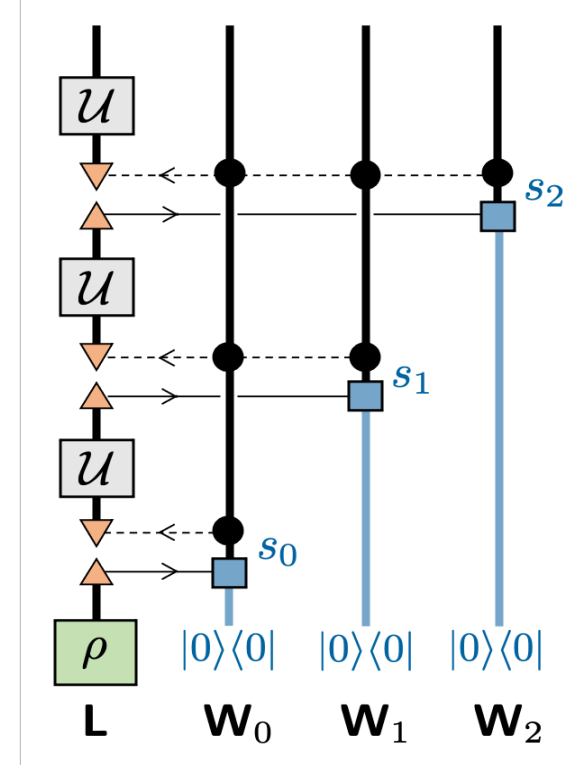 𝒰
s₂
𝒰
s₁
𝒰
s₀
ρ |0⟩⟨0| |0⟩⟨0| |0⟩⟨0|
L W₀ W₁ W₂